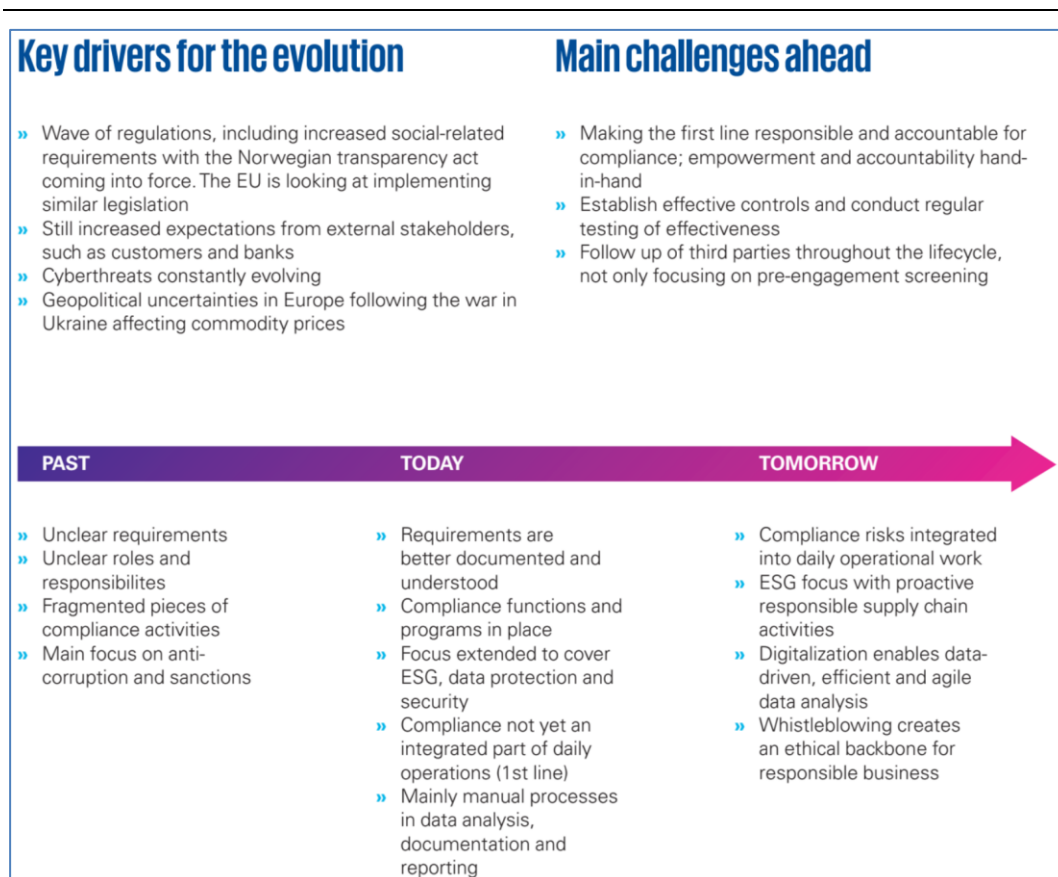 Key drivers for the evolution
» Wave of regulations, including increased social-related
requirements with the Norwegian transparency act
coming into force. The EU is looking at implementing
similar legislation
» Still increased expectations from external stakeholders,
such as customers and banks
» Cyberthreats constantly evolving
» Geopolitical uncertainties in Europe following the war in
Ukraine affecting commodity prices
Main challenges ahead
» Making the first line responsible and accountable for
compliance; empowerment and accountability hand-
in-hand
» Establish effective controls and conduct regular
testing of effectiveness
» Follow up of third parties throughout the lifecycle,
not only focusing on pre-engagement screening
PAST
» Unclear requirements
» Unclear roles and
responsibilites
» Fragmented pieces of
compliance activities
» Main focus on anti-
corruption and sanctions
TODAY
» Requirements are
better documented and
understood
» Compliance functions and
programs in place
» Focus extended to cover
ESG, data protection and
security
» Compliance not yet an
integrated part of daily
operations (1st line)
» Mainly manual processes
in data analysis,
documentation and
reporting
TOMORROW
» Compliance risks integrated
into daily operational work
» ESG focus with proactive
responsible supply chain
activities
» Digitalization enables data-
driven, efficient and agile
data analysis
» Whistleblowing creates
an ethical backbone for
responsible business